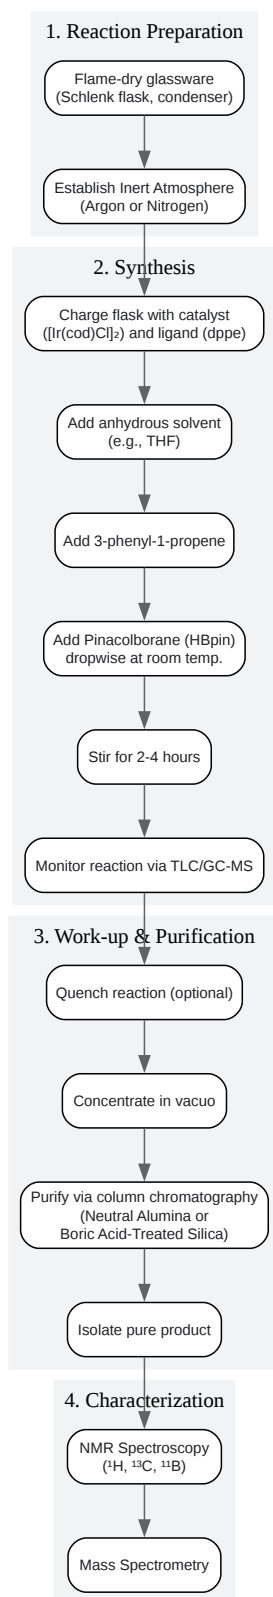 1. Reaction Preparation
Flame-dry glassware
(Schlenk flask, condenser)
Establish Inert Atmosphere
(Argon or Nitrogen)
2. Synthesis
Charge flask with catalyst
([Ir(cod)Cl]₂) and ligand (dppe)
Add anhydrous solvent
(e.g., THF)
Add 3-phenyl-1-propene
Add Pinacolborane (HBpin)
dropwise at room temp.
Stir for 2-4 hours
Monitor reaction via TLC/GC-MS
3. Work-up & Purification
Quench reaction (optional)
Concentrate in vacuo
Purify via column chromatography
(Neutral Alumina or
Boric Acid-Treated Silica)
Isolate pure product
4. Characterization
NMR Spectroscopy
(¹H, ¹³C, ¹¹B)
Mass Spectrometry